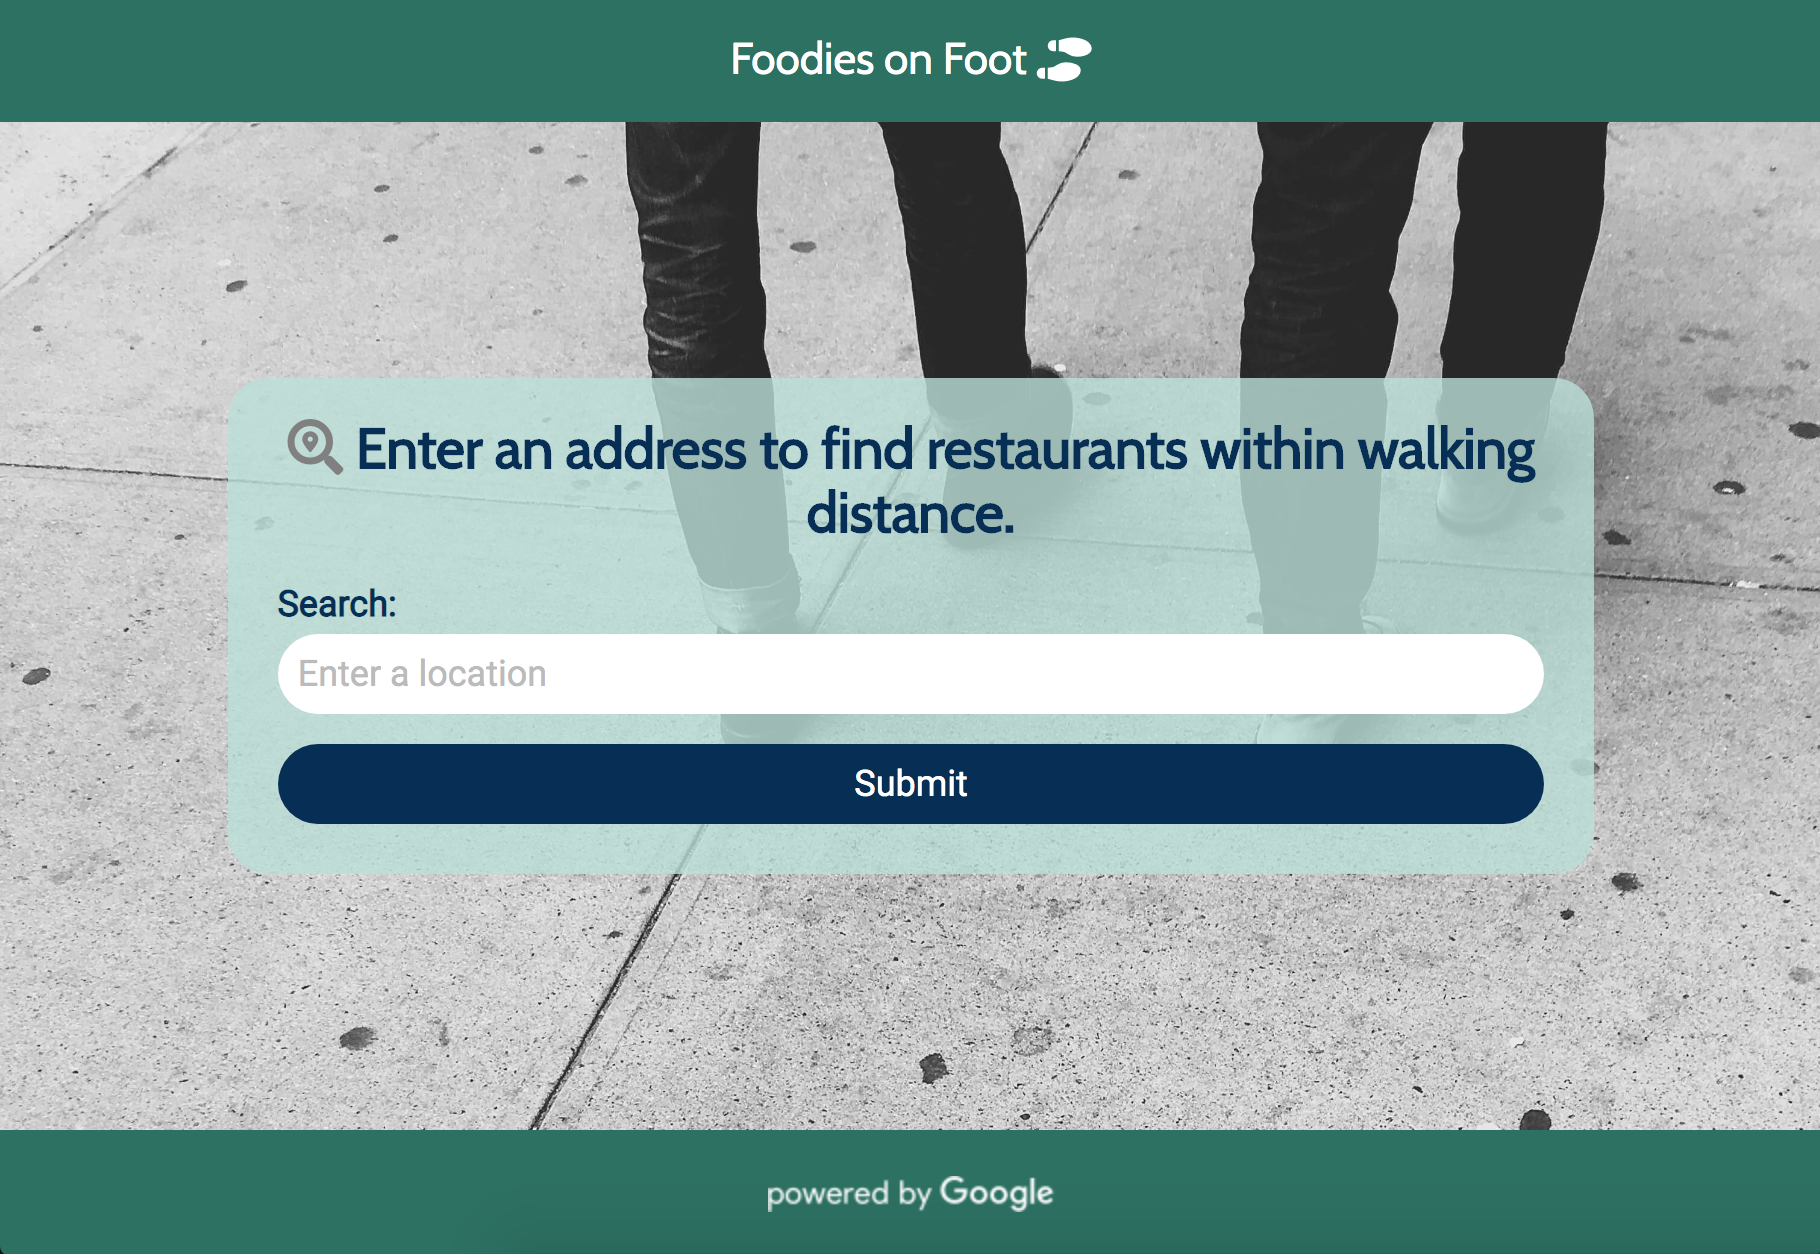 Foodies on Foot
Enter an address to find restaurants within walking
distance.
Search:
Enter a location
Submit
powered by Google